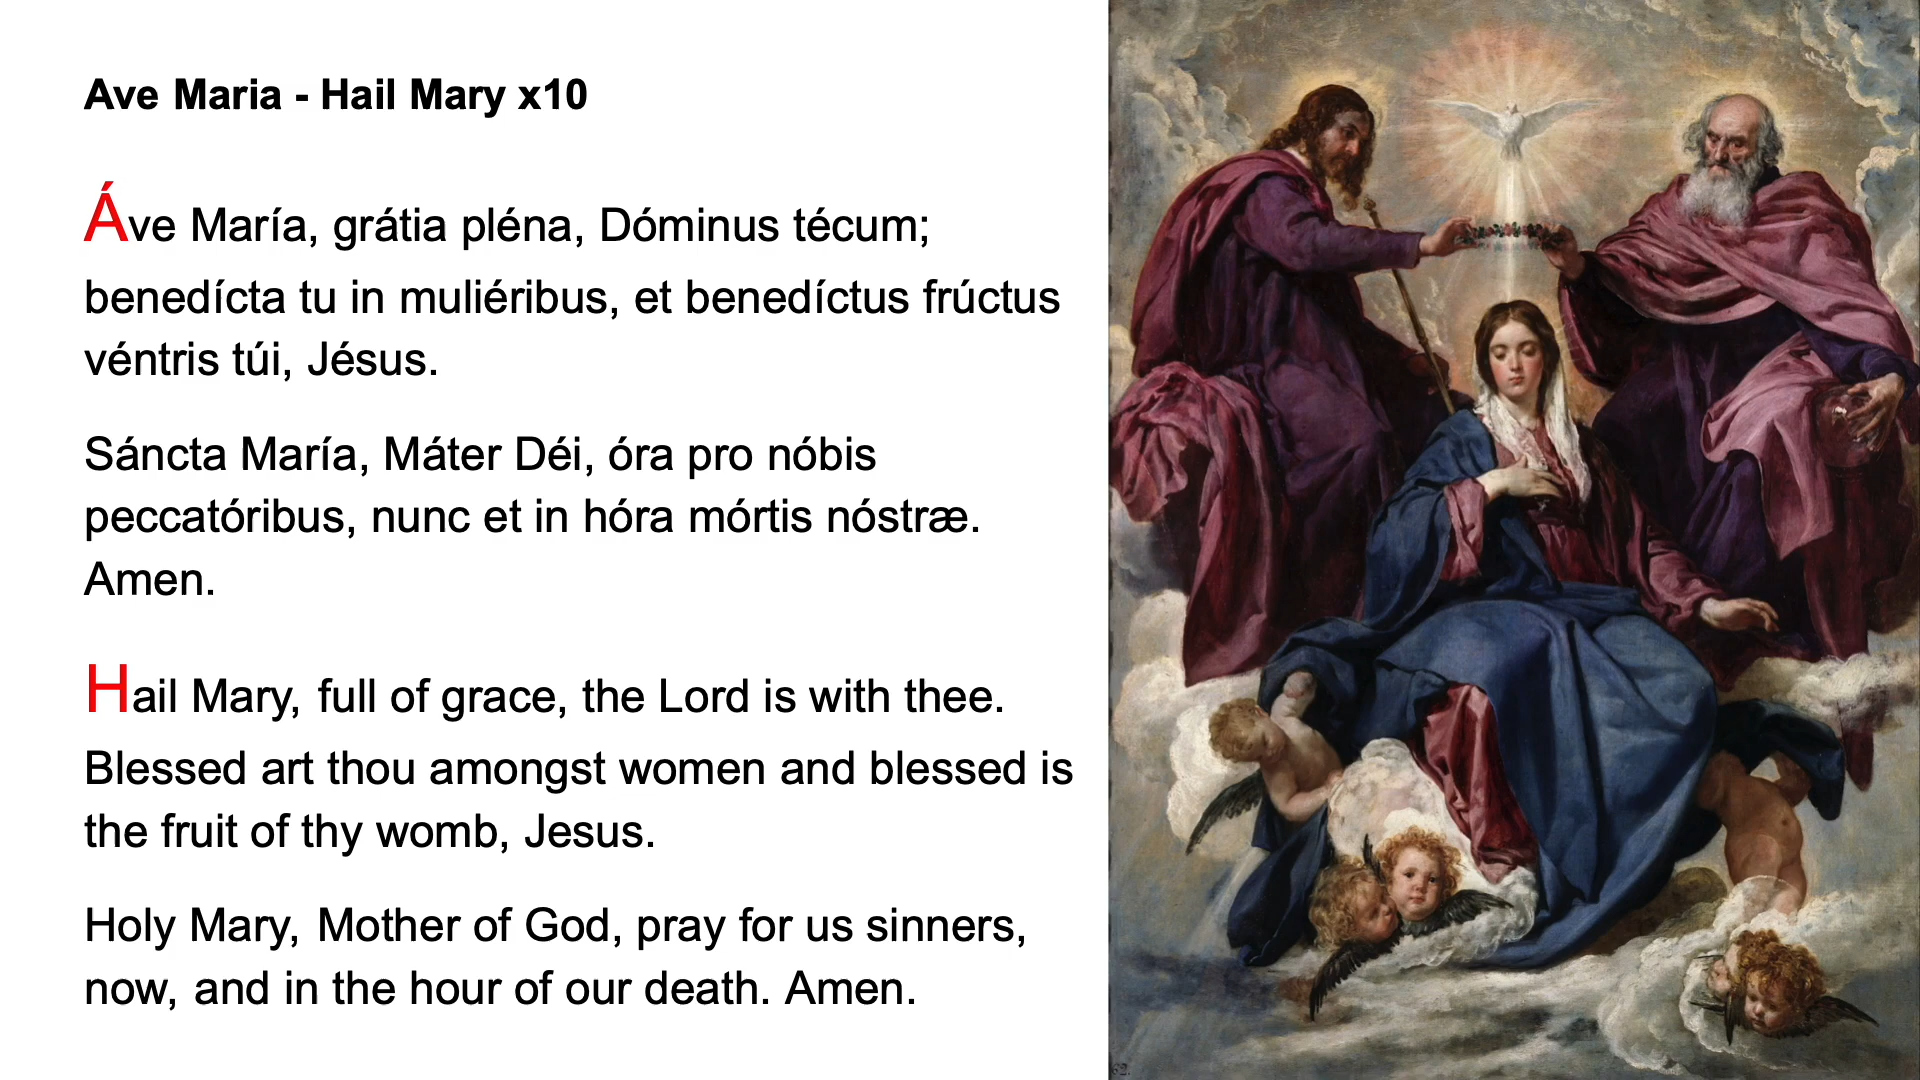 Ave Maria - Hail Mary x10
Áve María, grátia pléna, Dóminus técum;
benedícta tu in muliéribus, et benedíctus frúctus
véntris túi, Jésus.
Sáncta María, Máter Déi, óra pro nóbis
peccatóribus, nunc et in hóra mórtis nóstræ.
Amen.
Hail Mary, full of grace, the Lord is with thee.
Blessed art thou amongst women and blessed is
the fruit of thy womb, Jesus.
Holy Mary, Mother of God, pray for us sinners,
now, and in the hour of our death. Amen.
62.